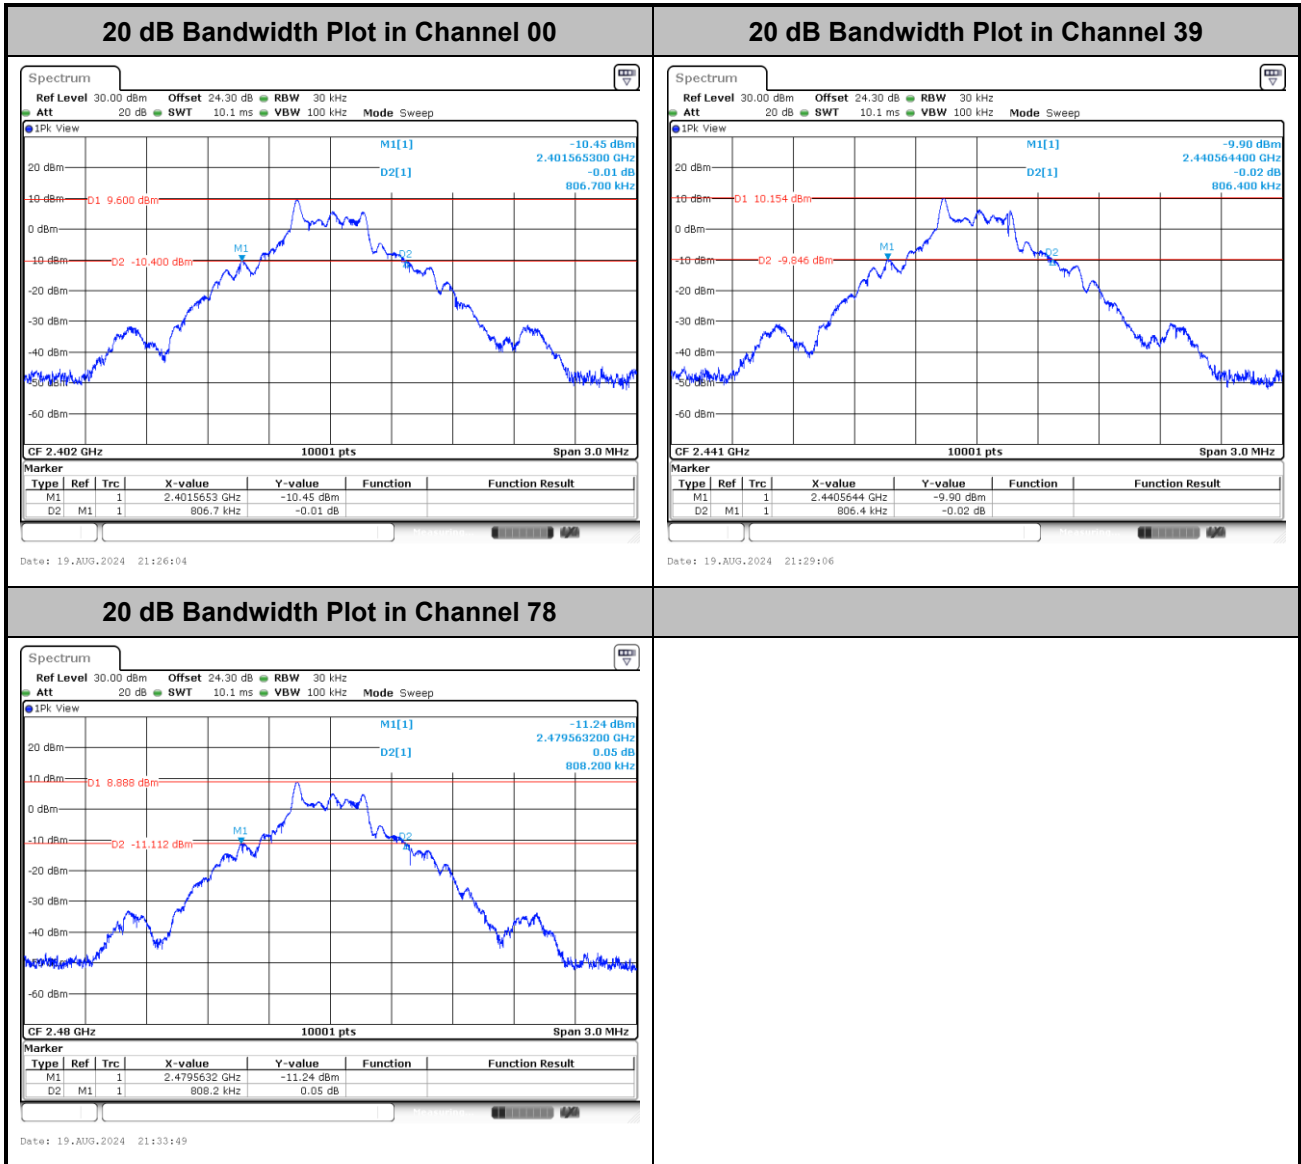 20 dB Bandwidth Plot in Channel 00
Spectrum
Ref Level 30.00 dBm Offset 24.30 dB RBW 30 kHz
Att 20 dB SWT 10.1 ms VBW 100 kHz Mode Sweep
1Pk View
M1[1] -10.45 dBm
2.401565300 GHz
20 dBm
D2[1] -0.01 dB
806.700 kHz
10 dBm
D1 9.600 dBm
0 dBm
M1
D2
-10 dBm
D2 -10.400 dBm
-20 dBm
-30 dBm
-40 dBm
-50 dBm
-60 dBm
CF 2.402 GHz 10001 pts Span 3.0 MHz
Marker
Type Ref Trc X-value Y-value Function Function Result
M1 1 2.4015653 GHz -10.45 dBm
D2 M1 1 806.7 kHz -0.01 dB
Date: 19.AUG.2024 21:26:04
20 dB Bandwidth Plot in Channel 39
Spectrum
Ref Level 30.00 dBm Offset 24.30 dB RBW 30 kHz
Att 20 dB SWT 10.1 ms VBW 100 kHz Mode Sweep
1Pk View
M1[1] -9.90 dBm
2.440564400 GHz
20 dBm
D2[1] -0.02 dB
806.400 kHz
10 dBm
D1 10.154 dBm
0 dBm
M1
D2
-10 dBm
D2 -9.846 dBm
-20 dBm
-30 dBm
-40 dBm
-50 dBm
-60 dBm
CF 2.441 GHz 10001 pts Span 3.0 MHz
Marker
Type Ref Trc X-value Y-value Function Function Result
M1 1 2.4405644 GHz -9.90 dBm
D2 M1 1 806.4 kHz -0.02 dB
Date: 19.AUG.2024 21:29:06
20 dB Bandwidth Plot in Channel 78
Spectrum
Ref Level 30.00 dBm Offset 24.30 dB RBW 30 kHz
Att 20 dB SWT 10.1 ms VBW 100 kHz Mode Sweep
1Pk View
M1[1] -11.24 dBm
2.479563200 GHz
20 dBm
D2[1] 0.05 dB
808.200 kHz
10 dBm
D1 8.888 dBm
0 dBm
M1
D2
-10 dBm
D2 -11.112 dBm
-20 dBm
-30 dBm
-40 dBm
-60 dBm
CF 2.48 GHz 10001 pts Span 3.0 MHz
Marker
Type Ref Trc X-value Y-value Function Function Result
M1 1 2.4795632 GHz -11.24 dBm
D2 M1 1 808.2 kHz 0.05 dB
Date: 19.AUG.2024 21:33:49